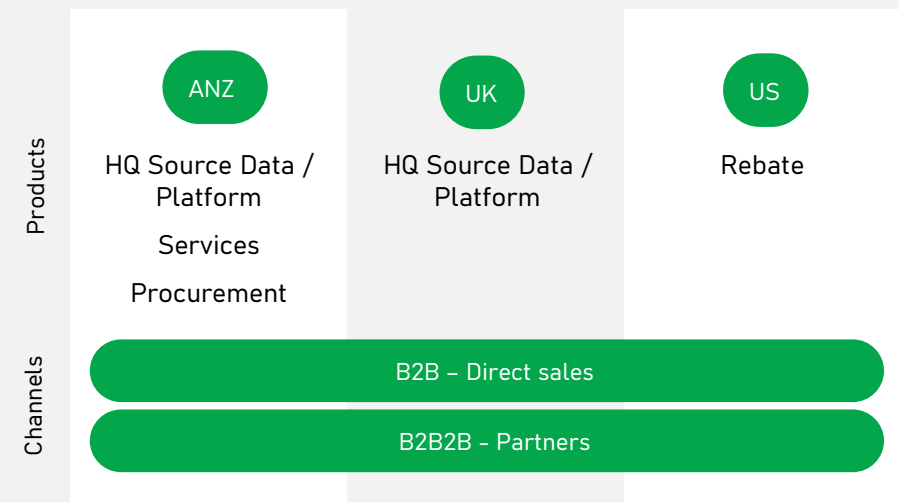 Products
ANZ
HQ Source Data /
Platform
Services
Procurement
UK
HQ Source Data /
Platform
US
Rebate
Channels
B2B – Direct sales
B2B2B - Partners